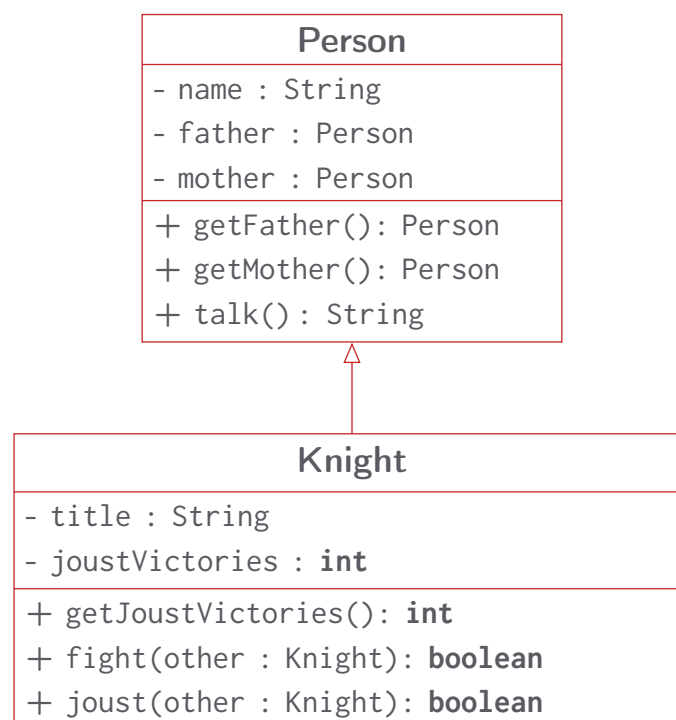 Person
- name : String
- father : Person
- mother : Person
+ getFather(): Person
+ getMother(): Person
+ talk() : String
Knight
- title : String
- joustVictories : int
+ getJoustVictories(): int
+ fight(other : Knight): boolean
+ joust(other : Knight): boolean